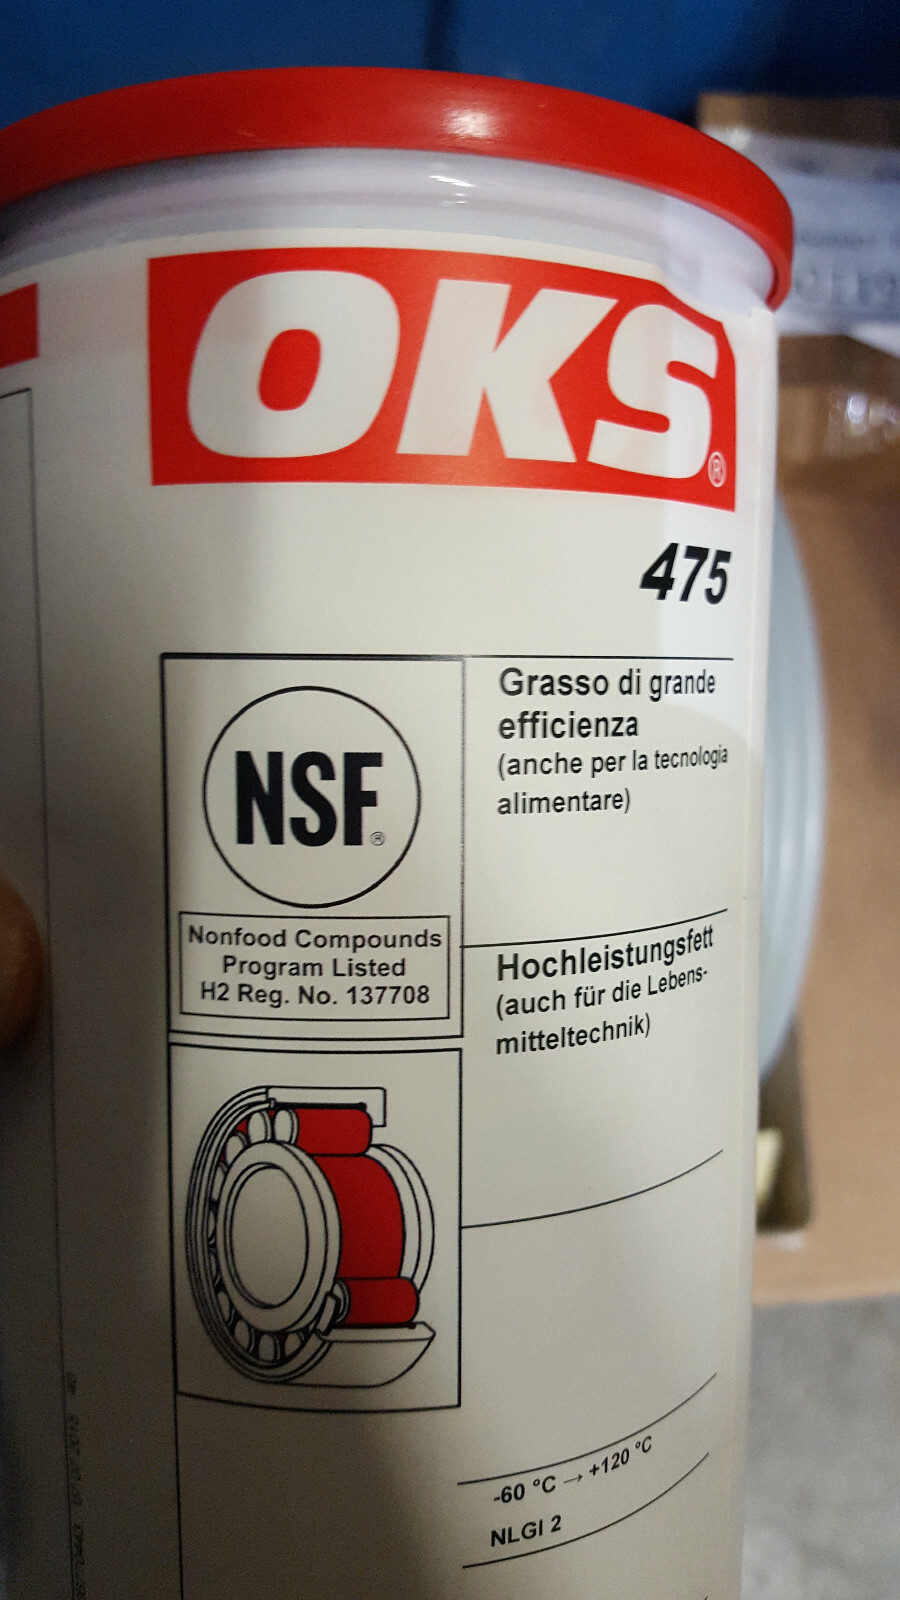 OKS®
475
NSF®
Nonfood Compounds
Program Listed
H2 Reg. No. 137708
Grasso di grande
efficienza
(anche per la tecnologia
alimentare)
Hochleistungsfett
(auch für die Lebens-
mitteltechnik)
-60 °C → +120 °C
NLGI 2